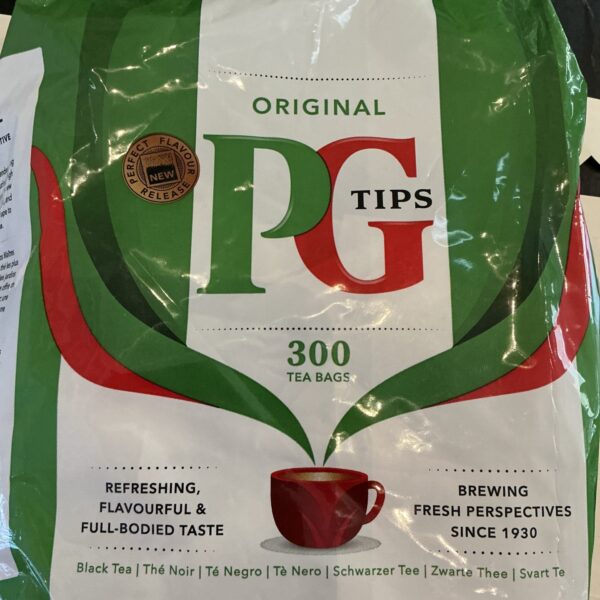 ORIGINAL
PERFECT FLAVOUR
NEW
RELEASE
PG
TIPS
300
TEA BAGS
REFRESHING,
FLAVOURFUL &
FULL-BODIED TASTE
BREWING
FRESH PERSPECTIVES
SINCE 1930
Black Tea | Thé Noir | Té Negro | Tè Nero | Schwarzer Tee | Zwarte Thee | Svart Te